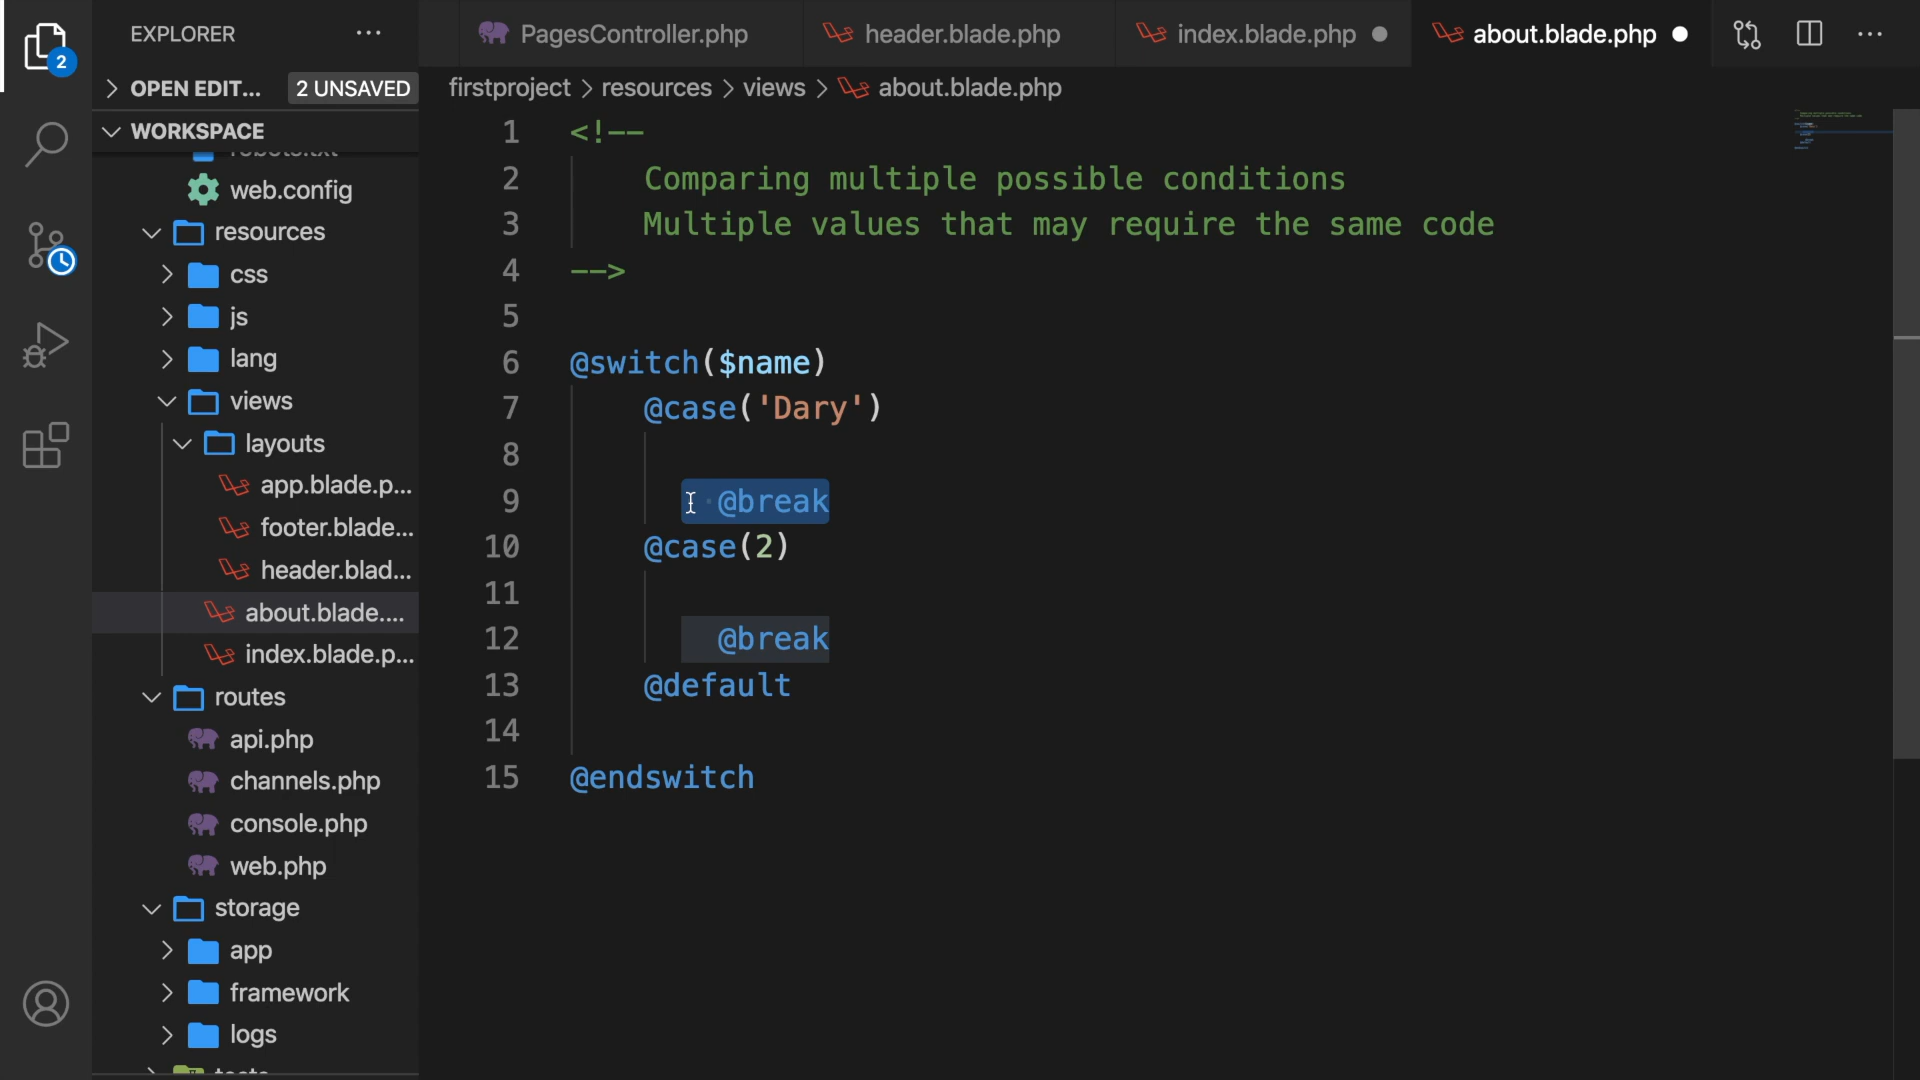 EXPLORER
OPEN EDIT... 2 UNSAVED
WORKSPACE
web.config
resources
css
js
lang
views
layouts
app.blade.p...
footer.blade...
header.blad...
about.blade....
index.blade.p...
routes
api.php
channels.php
console.php
web.php
storage
app
framework
logs
2
PagesController.php header.blade.php index.blade.php about.blade.php
firstproject > resources > views > about.blade.php
1 <!--
2 Comparing multiple possible conditions
3 Multiple values that may require the same code
4 -->
5
6 @switch($name)
7 @case('Dary')
8
9 @break
10 @case(2)
11
12 @break
13 @default
14
15 @endswitch